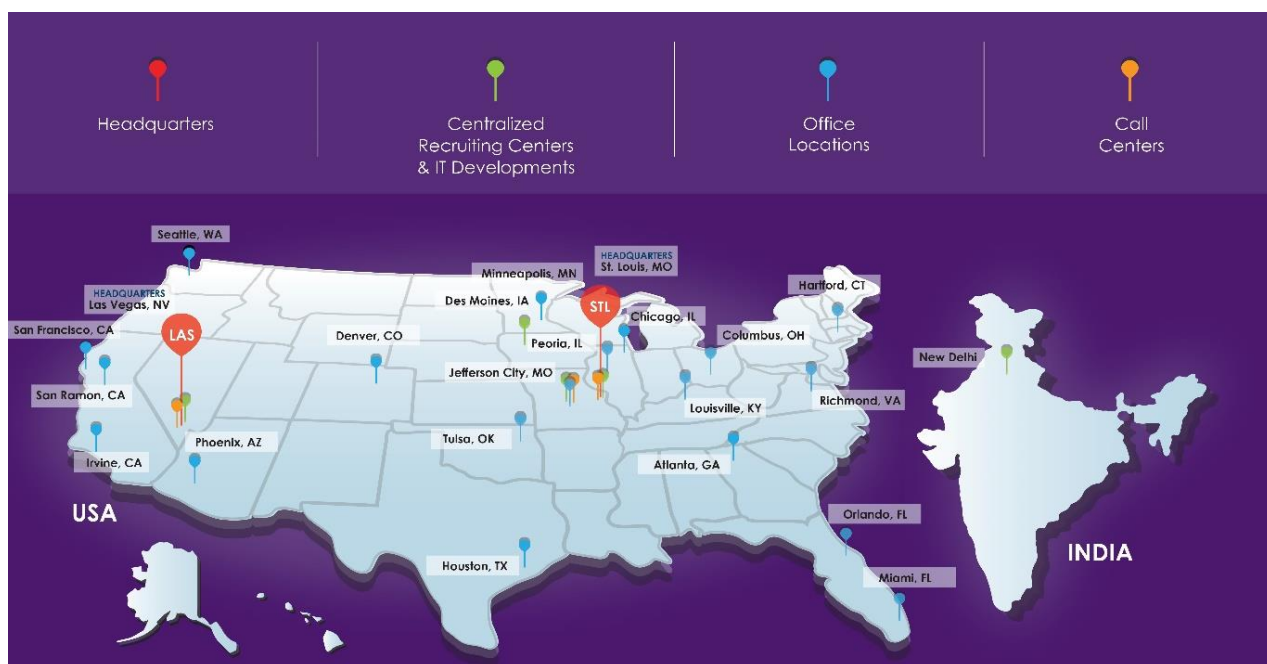 Headquarters
Centralized
Recruiting Centers
& IT Developments
Office
Locations
Call
Centers
Seattle, WA
HEADQUARTERS
Las Vegas, NV
San Francisco, CA
LAS
San Ramon, CA
Irvine, CA
Phoenix, AZ
Denver, CO
Minneapolis, MN
Des Moines, IA
HEADQUARTERS
St. Louis, MO
STL
Chicago, IL
Peoria, IL
Jefferson City, MO
Tulsa, OK
Houston, TX
Columbus, OH
Louisville, KY
Atlanta, GA
Hartford, CT
Richmond, VA
Orlando, FL
Miami, FL
USA
New Delhi
INDIA